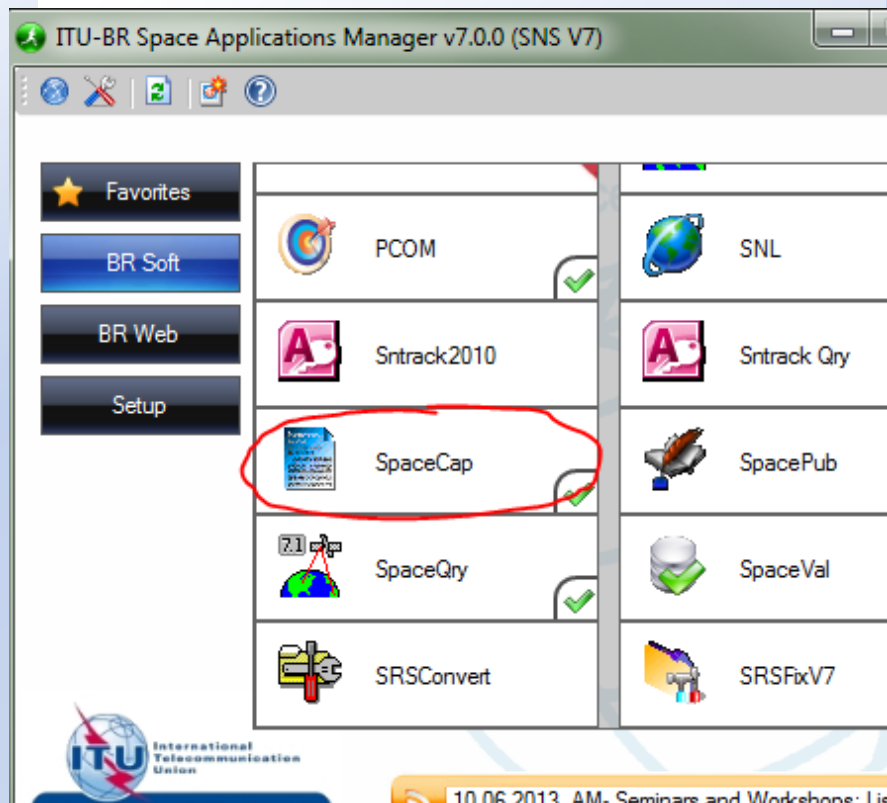 ITU-BR Space Applications Manager v7.0.0 (SNS V7)
Favorites
BR Soft
BR Web
Setup
PCOM
SNL
Sntrack2010
Sntrack Qry
SpaceCap
SpacePub
7.1
SpaceQry
SpaceVal
SRSConvert
SRSFixV7
ITU
International
Telecommunication
Union
10.06.2013 AM- Seminars and Workshops: Lis